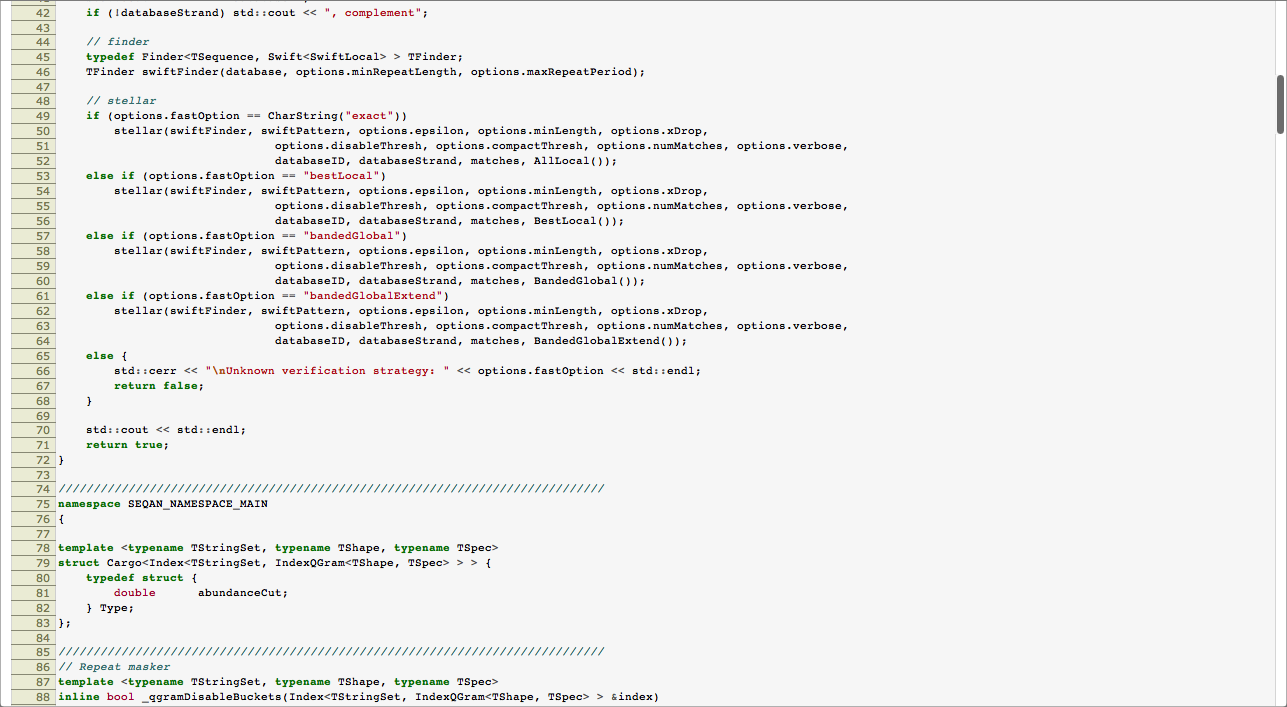 42 if (!databaseStrand) std::cout << ", complement";
43
44 // finder
45 typedef Finder<TSequence, Swift<SwiftLocal> > TFinder;
46 TFinder swiftFinder(database, options.minRepeatLength, options.maxRepeatPeriod);
47
48 // stellar
49 if (options.fastOption == CharString("exact"))
50 stellar(swiftFinder, swiftPattern, options.epsilon, options.minLength, options.xDrop,
51 options.disableThresh, options.compactThresh, options.numMatches, options.verbose,
52 databaseID, databaseStrand, matches, AllLocal());
53 else if (options.fastOption == "bestLocal")
54 stellar(swiftFinder, swiftPattern, options.epsilon, options.minLength, options.xDrop,
55 options.disableThresh, options.compactThresh, options.numMatches, options.verbose,
56 databaseID, databaseStrand, matches, BestLocal());
57 else if (options.fastOption == "bandedGlobal")
58 stellar(swiftFinder, swiftPattern, options.epsilon, options.minLength, options.xDrop,
59 options.disableThresh, options.compactThresh, options.numMatches, options.verbose,
60 databaseID, databaseStrand, matches, BandedGlobal());
61 else if (options.fastOption == "bandedGlobalExtend")
62 stellar(swiftFinder, swiftPattern, options.epsilon, options.minLength, options.xDrop,
63 options.disableThresh, options.compactThresh, options.numMatches, options.verbose,
64 databaseID, databaseStrand, matches, BandedGlobalExtend());
65 else {
66 std::cerr << "\nUnknown verification strategy: " << options.fastOption << std::endl;
67 return false;
68 }
69
70 std::cout << std::endl;
71 return true;
72 }
73
74 //////////////////////////////////////////////////////////////////////////////
75 namespace SEQAN_NAMESPACE_MAIN
76 {
77
78 template <typename TStringSet, typename TShape, typename TSpec>
79 struct Cargo<Index<TStringSet, IndexQGram<TShape, TSpec> > > {
80 typedef struct {
81 double abundanceCut;
82 } Type;
83 };
84
85 //////////////////////////////////////////////////////////////////////////////
86 // Repeat masker
87 template <typename TStringSet, typename TShape, typename TSpec>
88 inline bool _qgramDisableBuckets(Index<TStringSet, IndexQGram<TShape, TSpec> > &index)